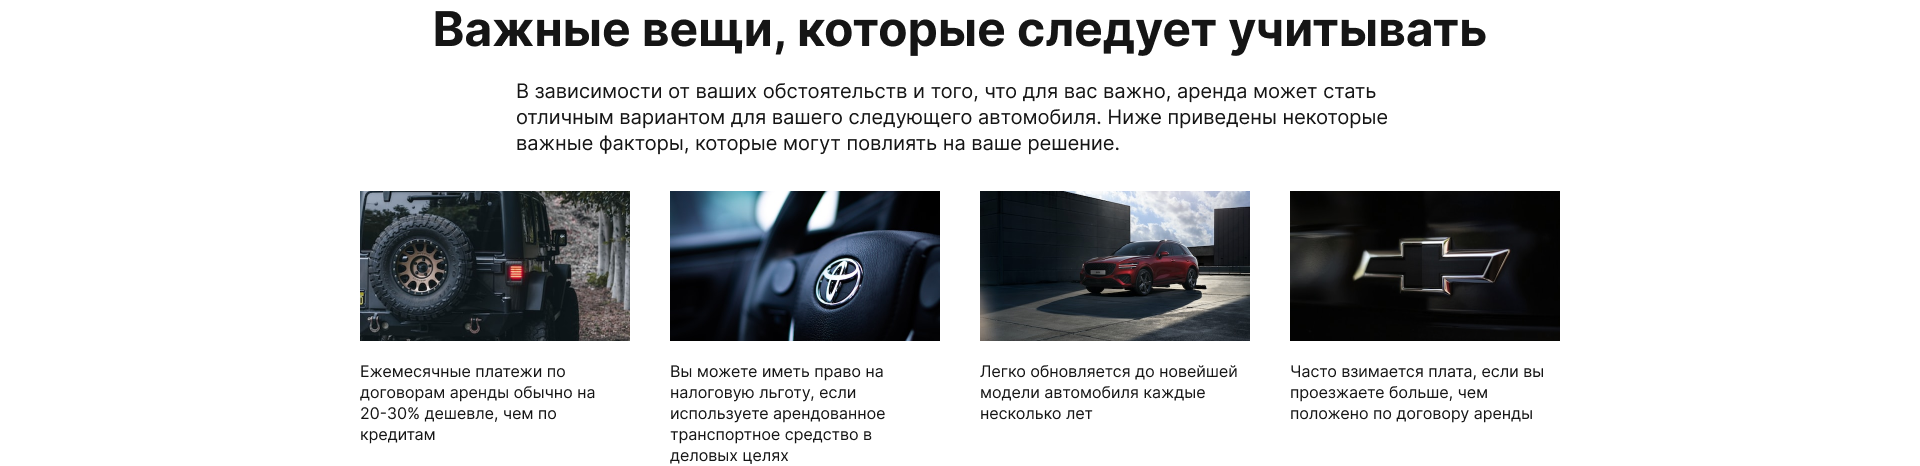 Важные вещи, которые следует учитывать
В зависимости от ваших обстоятельств и того, что для вас важно, аренда может стать
отличным вариантом для вашего следующего автомобиля. Ниже приведены некоторые
важные факторы, которые могут повлиять на ваше решение.
Ежемесячные платежи по
договорам аренды обычно на
20-30% дешевле, чем по
кредитам
Вы можете иметь право на
налоговую льготу, если
используете арендованное
транспортное средство в
деловых целях
Легко обновляется до новейшей
модели автомобиля каждые
несколько лет
Часто взимается плата, если вы
проезжаете больше, чем
положено по договору аренды